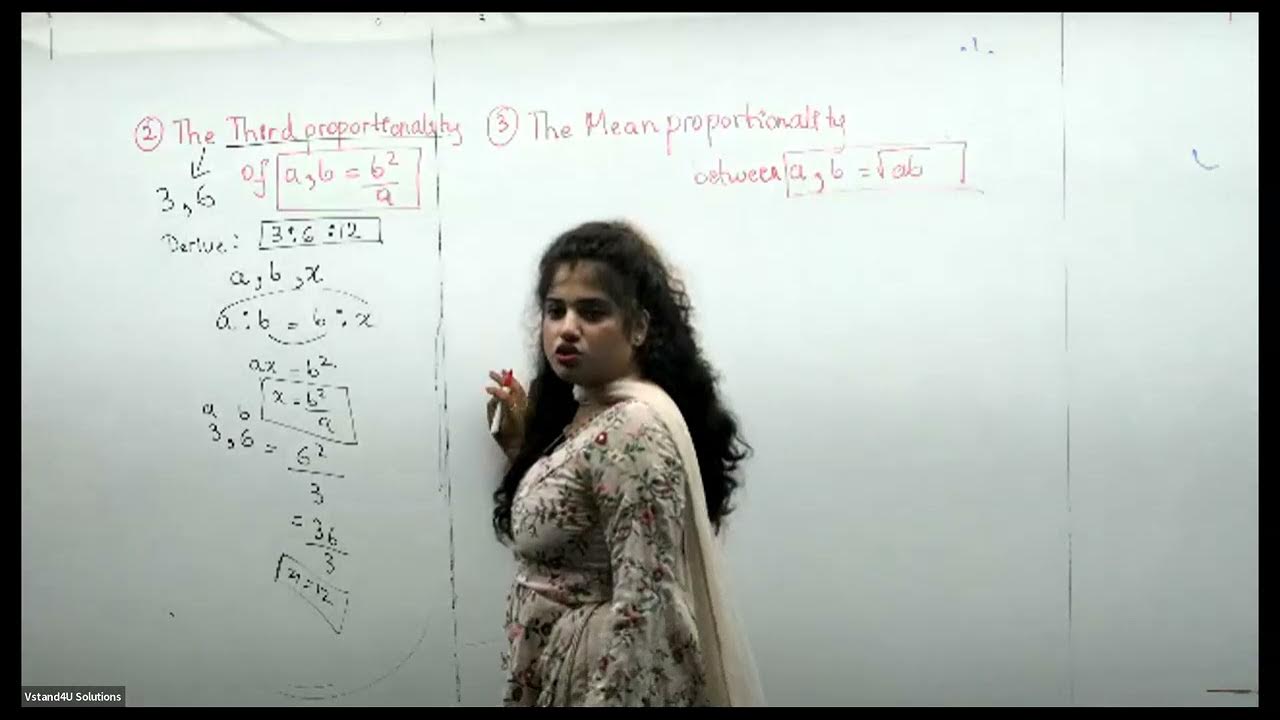 ② The Third proportionality
of a,b = b²/a
3,6
Derive: 3:6:12
a,b,x
a:b = b:x
ax = b²
x = b²/a
a b
3,6 = 6²/3
= 36/3
x=12
③ The Mean proportionality
between a,b = √ab
Vstand4U Solutions